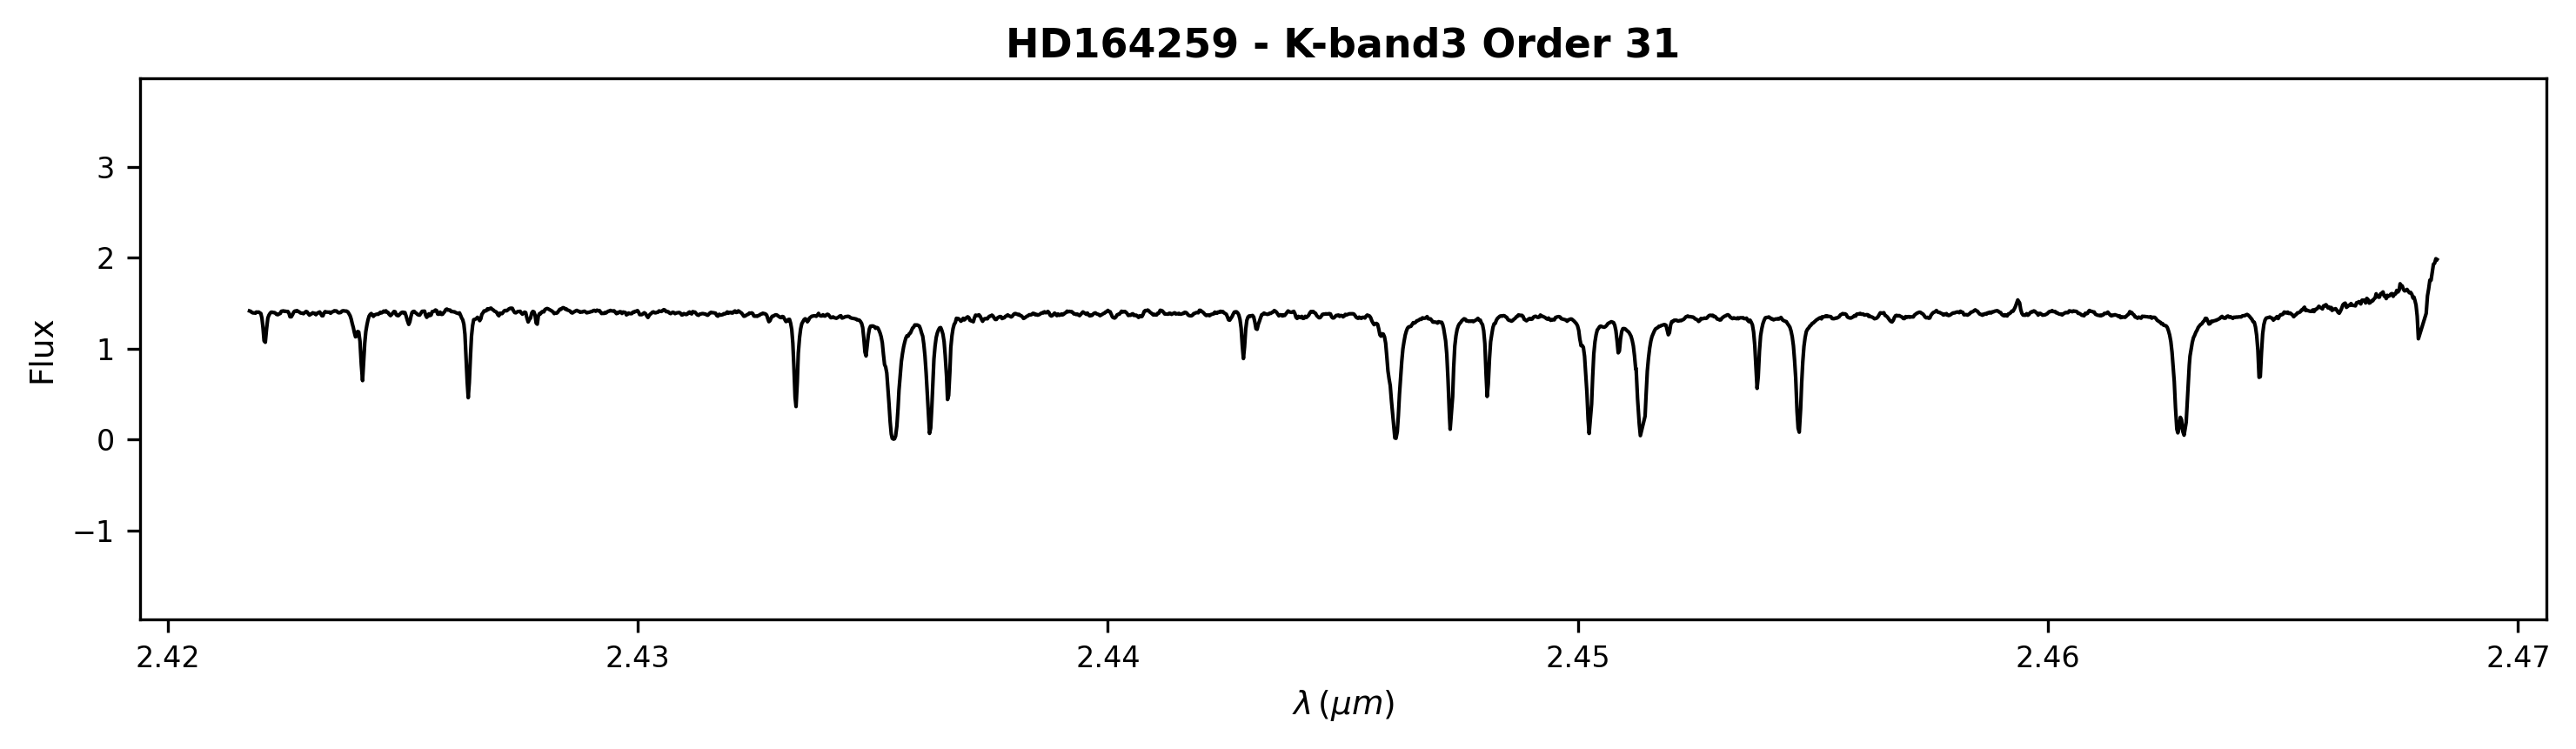 HD164259 - K-band3 Order 31
Flux
3
2
1
0
−1
2.42 2.43 2.44 2.45 2.46 2.47
λ (μm)